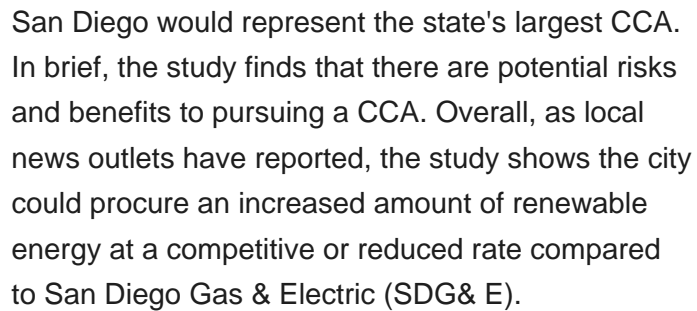 San Diego would represent the state's largest CCA.
In brief, the study finds that there are potential risks
and benefits to pursuing a CCA. Overall, as local
news outlets have reported, the study shows the city
could procure an increased amount of renewable
energy at a competitive or reduced rate compared
to San Diego Gas & Electric (SDG& E).